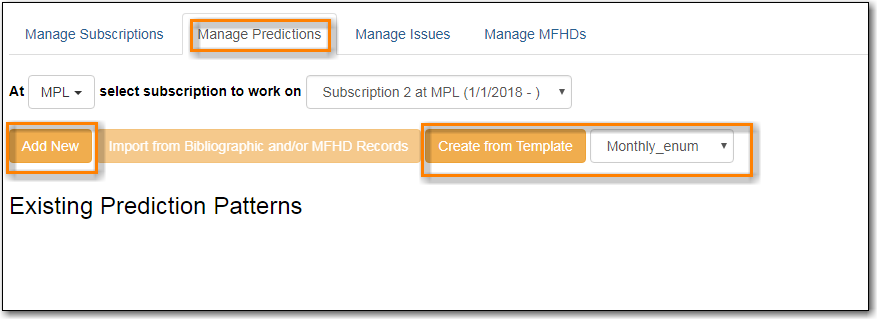 Manage Subscriptions Manage Predictions Manage Issues Manage MFHDs
At MPL select subscription to work on Subscription 2 at MPL (1/1/2018 - )
Add New Import from Bibliographic and/or MFHD Records Create from Template Monthly_enum
Existing Prediction Patterns